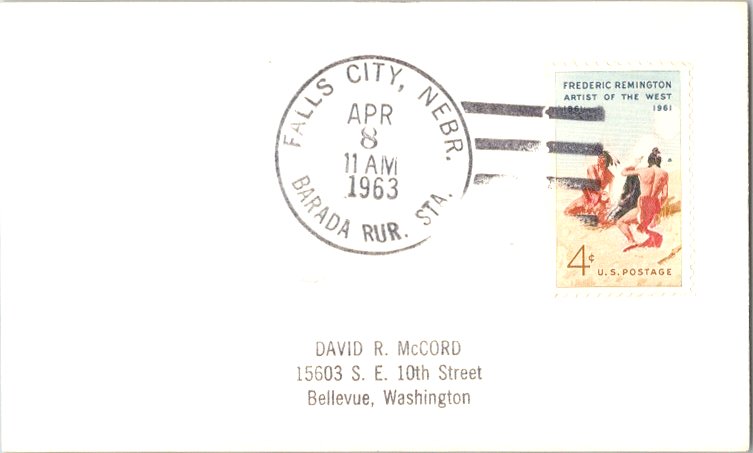 FALLS CITY, NEBR.
APR
8
11 AM
1963
BARADA RUR. STA.
FREDERIC REMINGTON
ARTIST OF THE WEST
1861 1961
4¢ U.S. POSTAGE
DAVID R. McCORD
15603 S. E. 10th Street
Bellevue, Washington